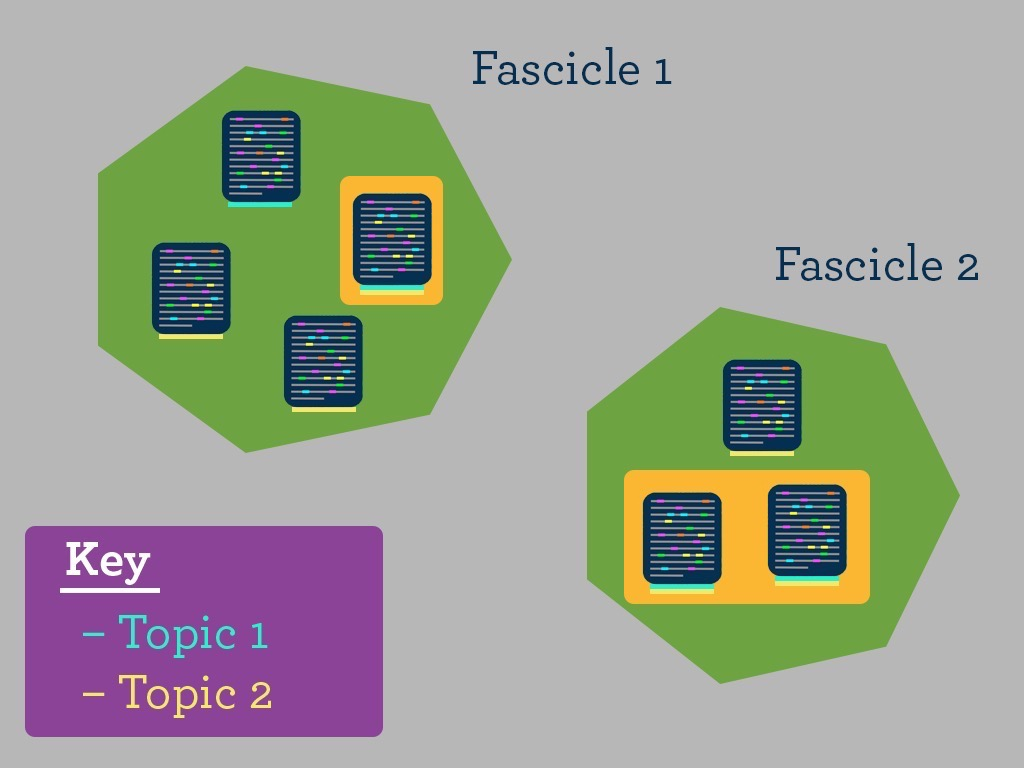 Fascicle 1
Fascicle 2
Key
– Topic 1
– Topic 2